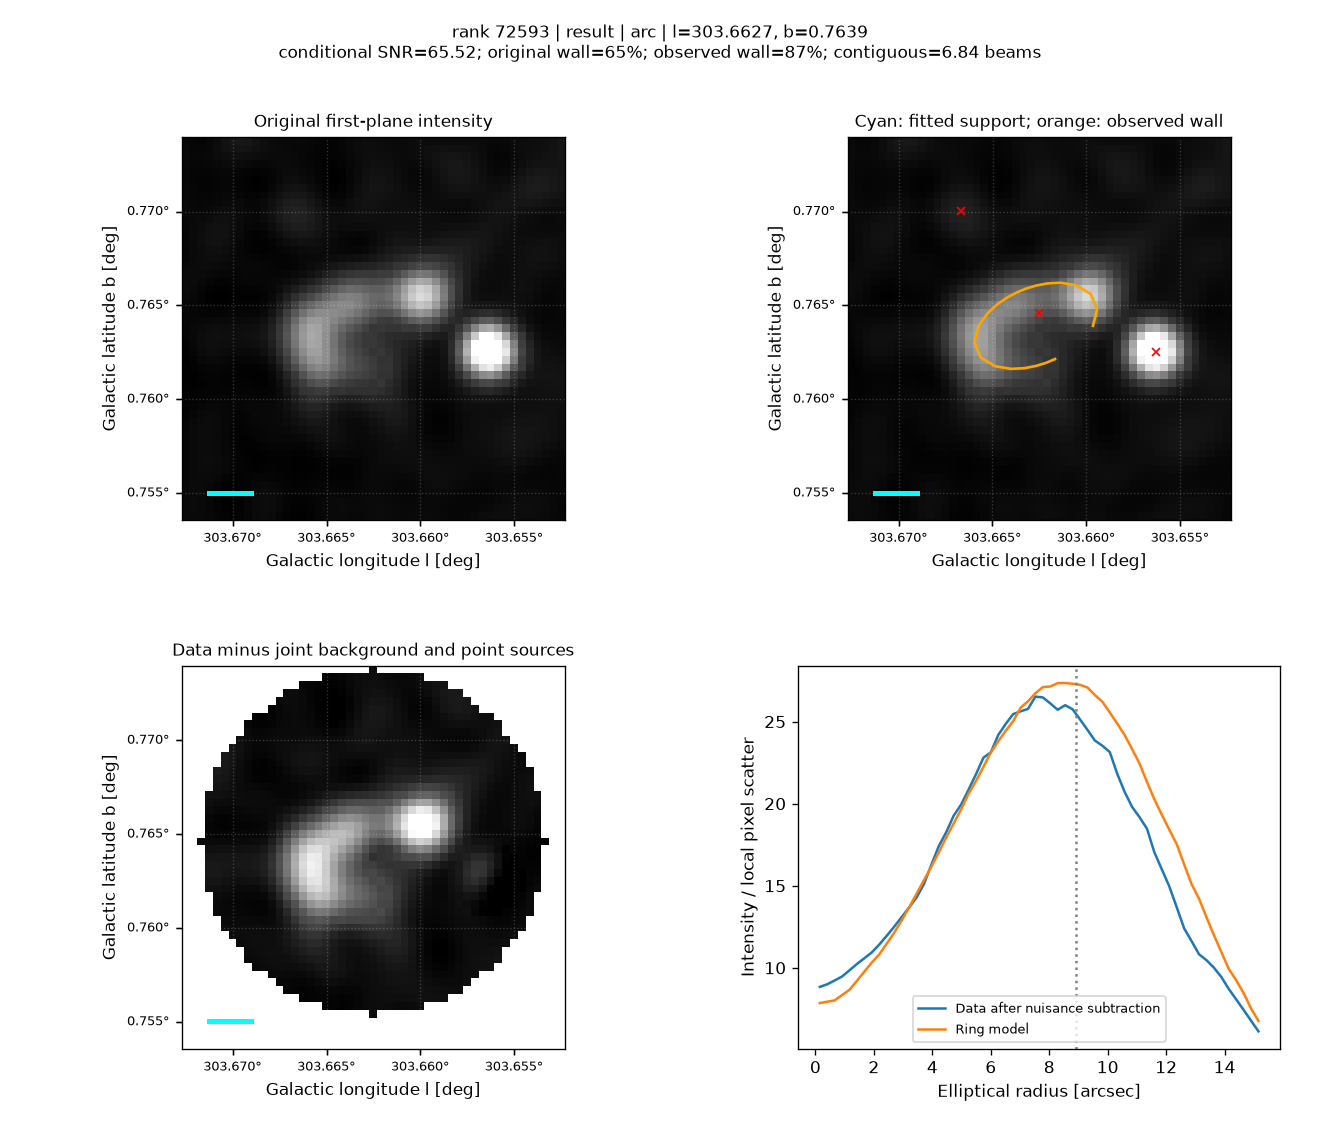 rank 72593 | result | arc | l=303.6627, b=0.7639
conditional SNR=65.52; original wall=65%; observed wall=87%; contiguous=6.84 beams
Original first-plane intensity
0.770°
0.765°
0.760°
0.755°
303.670°
303.665°
303.660°
303.655°
Galactic longitude l [deg]
Galactic latitude b [deg]
Cyan: fitted support; orange: observed wall
0.770°
0.765°
0.760°
0.755°
303.670°
303.665°
303.660°
303.655°
Galactic longitude l [deg]
Galactic latitude b [deg]
Data minus joint background and point sources
0.770°
0.765°
0.760°
0.755°
303.670°
303.665°
303.660°
303.655°
Galactic longitude l [deg]
Galactic latitude b [deg]
25
20
15
10
0
2
4
6
8
10
12
14
Elliptical radius [arcsec]
Intensity / local pixel scatter
Data after nuisance subtraction
Ring model